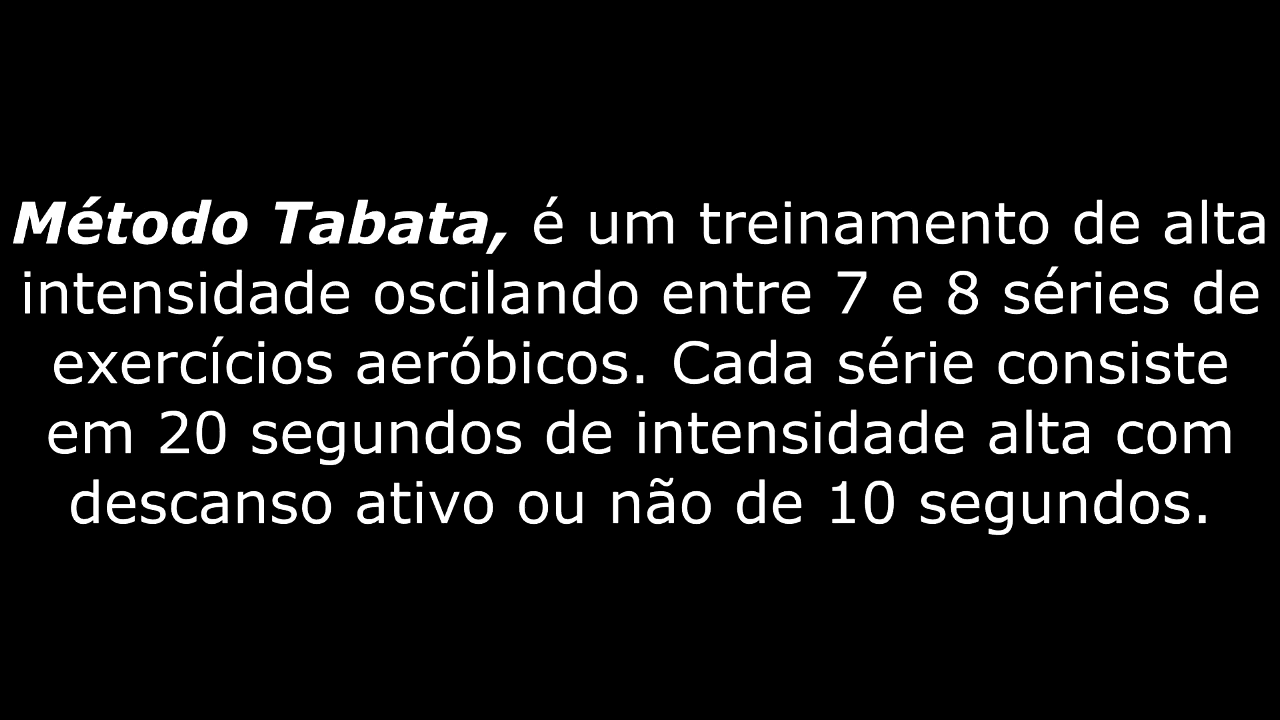 Método Tabata, é um treinamento de alta
intensidade oscilando entre 7 e 8 séries de
exercícios aeróbicos. Cada série consiste
em 20 segundos de intensidade alta com
descanso ativo ou não de 10 segundos.